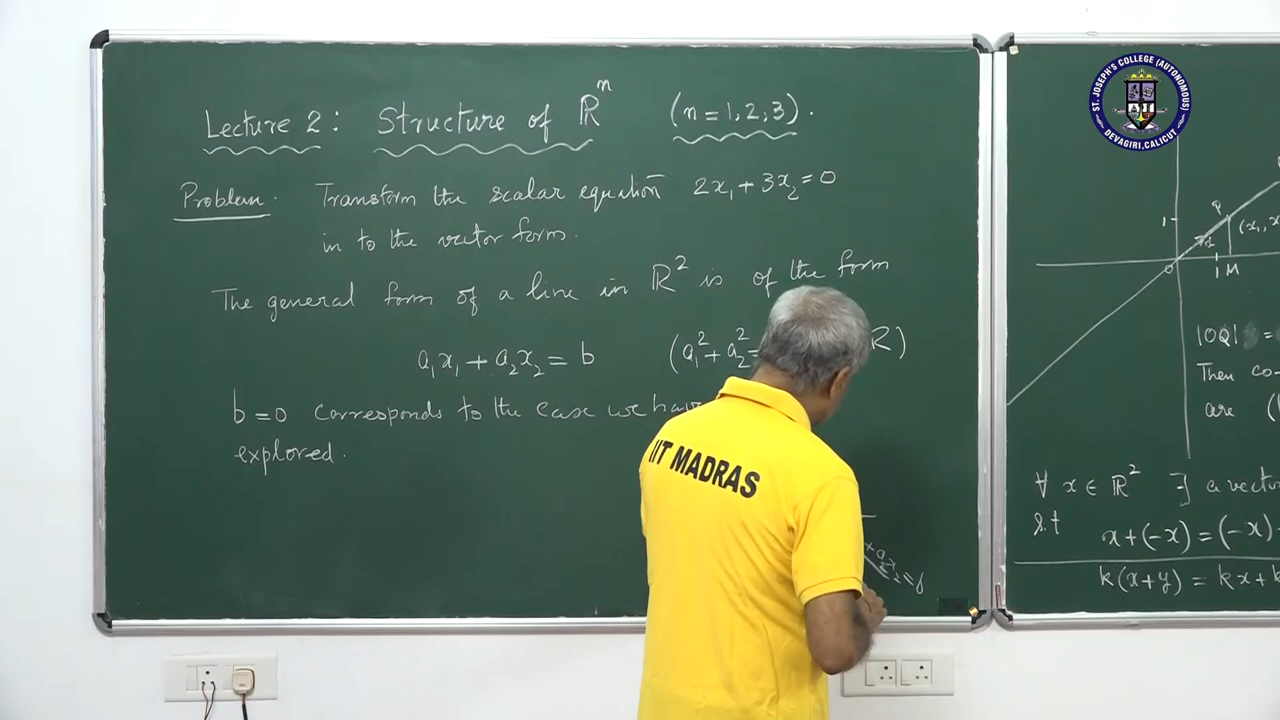 Lecture 2: Structure of ℝⁿ (n = 1, 2, 3).
Problem. Transform the scalar equation 2x₁ + 3x₂ = 0
in to the vector form.
The general form of a line in ℝ² is of the form
a₁x₁ + a₂x₂ = b (a₁² + a₂² = R)
b = 0 corresponds to the case we have
explored.
IIT MADRAS
ST. JOSEPH'S COLLEGE (AUTONOMOUS)
DEVAGIRI, CALICUT
P
1
O
1 M
(x₁,
|OQ| =
Then co-
are (
∀ x ∈ ℝ² ∃ a vector
s.t x + (-x) = (-x)
k(x+y) = kx + k